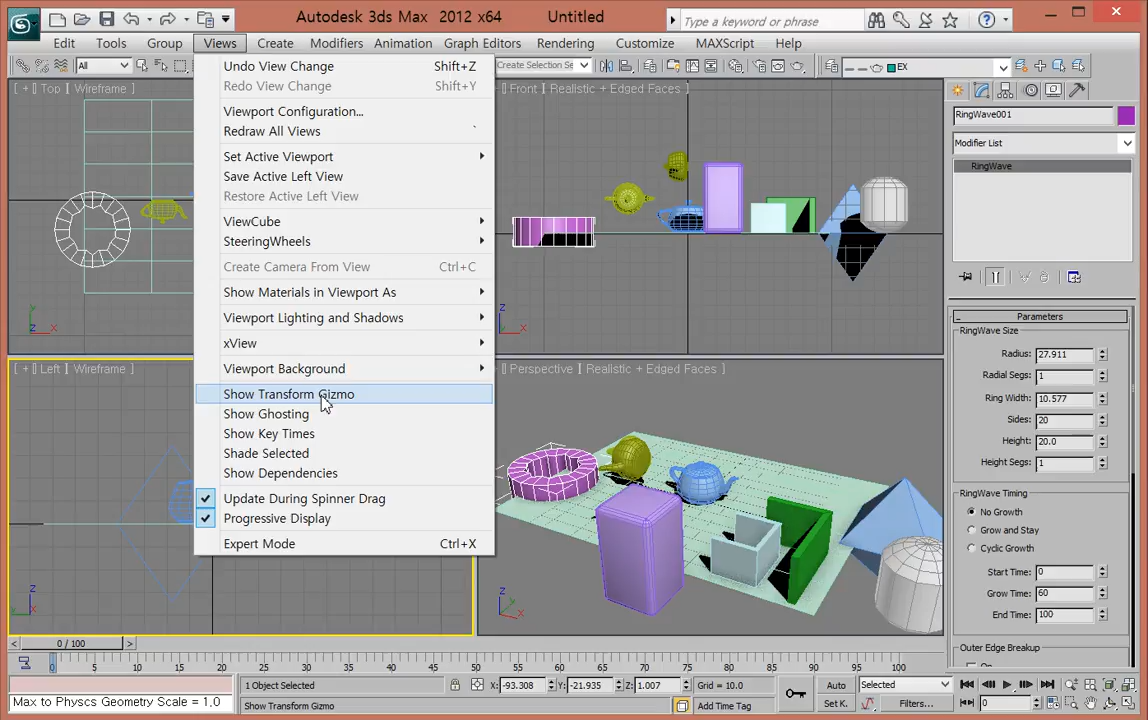 Autodesk 3ds Max 2012 x64 Untitled
Type a keyword or phrase
Edit Tools Group Views Create Modifiers Animation Graph Editors Rendering Customize MAXScript Help
All
Create Selection Se
EX
Undo View Change Shift+Z
Redo View Change Shift+Y
Viewport Configuration...
Redraw All Views `
Set Active Viewport
Save Active Left View
Restore Active Left View
ViewCube
SteeringWheels
Create Camera From View Ctrl+C
Show Materials in Viewport As
Viewport Lighting and Shadows
xView
Viewport Background
Show Transform Gizmo
Show Ghosting
Show Key Times
Shade Selected
Show Dependencies
Update During Spinner Drag
Progressive Display
Expert Mode Ctrl+X
[ + ] [ Top ] [ Wireframe ]
[ Front ] [ Realistic + Edged Faces ]
[ + ] [ Left ] [ Wireframe ]
[ Perspective ] [ Realistic + Edged Faces ]
RingWave001
Modifier List
RingWave
- Parameters
RingWave Size
Radius: 27.911
Radial Segs: 1
Ring Width: 10.577
Sides: 20
Height: 20.0
Height Segs: 1
RingWave Timing
No Growth
Grow and Stay
Cyclic Growth
Start Time: 0
Grow Time: 60
End Time: 100
Outer Edge Breakup
On
< 0 / 100 >
0 5 10 15 20 25 30 35 40 45 50 55 60 65 70 75 80 85 90 95 100
1 Object Selected X: -93.308 Y: -21.935 Z: 1.007 Grid = 10.0
Auto Selected
Max to Physcs Geometry Scale = 1,0
Show Transform Gizmo Add Time Tag
Set K. Filters... 0